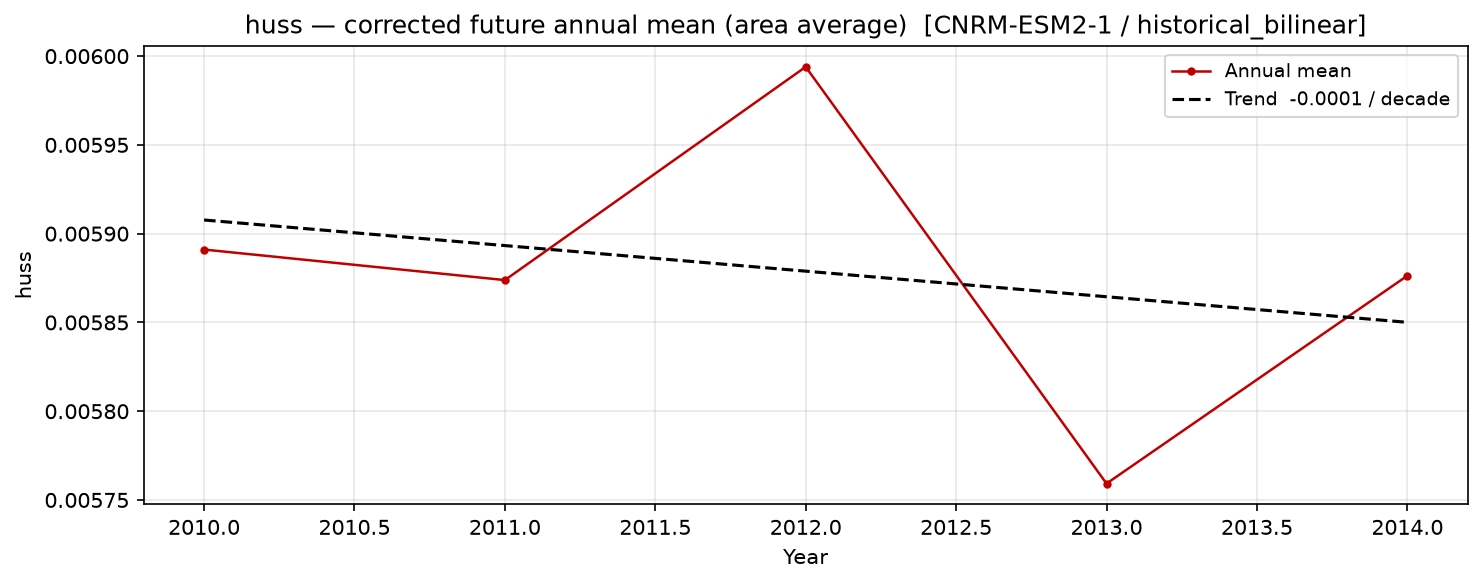 huss — corrected future annual mean (area average)  [CNRM-ESM2-1 / historical_bilinear]
Annual mean
Trend  -0.0001 / decade
huss
0.00600
0.00595
0.00590
0.00585
0.00580
0.00575
2010.0 2010.5 2011.0 2011.5 2012.0 2012.5 2013.0 2013.5 2014.0
Year